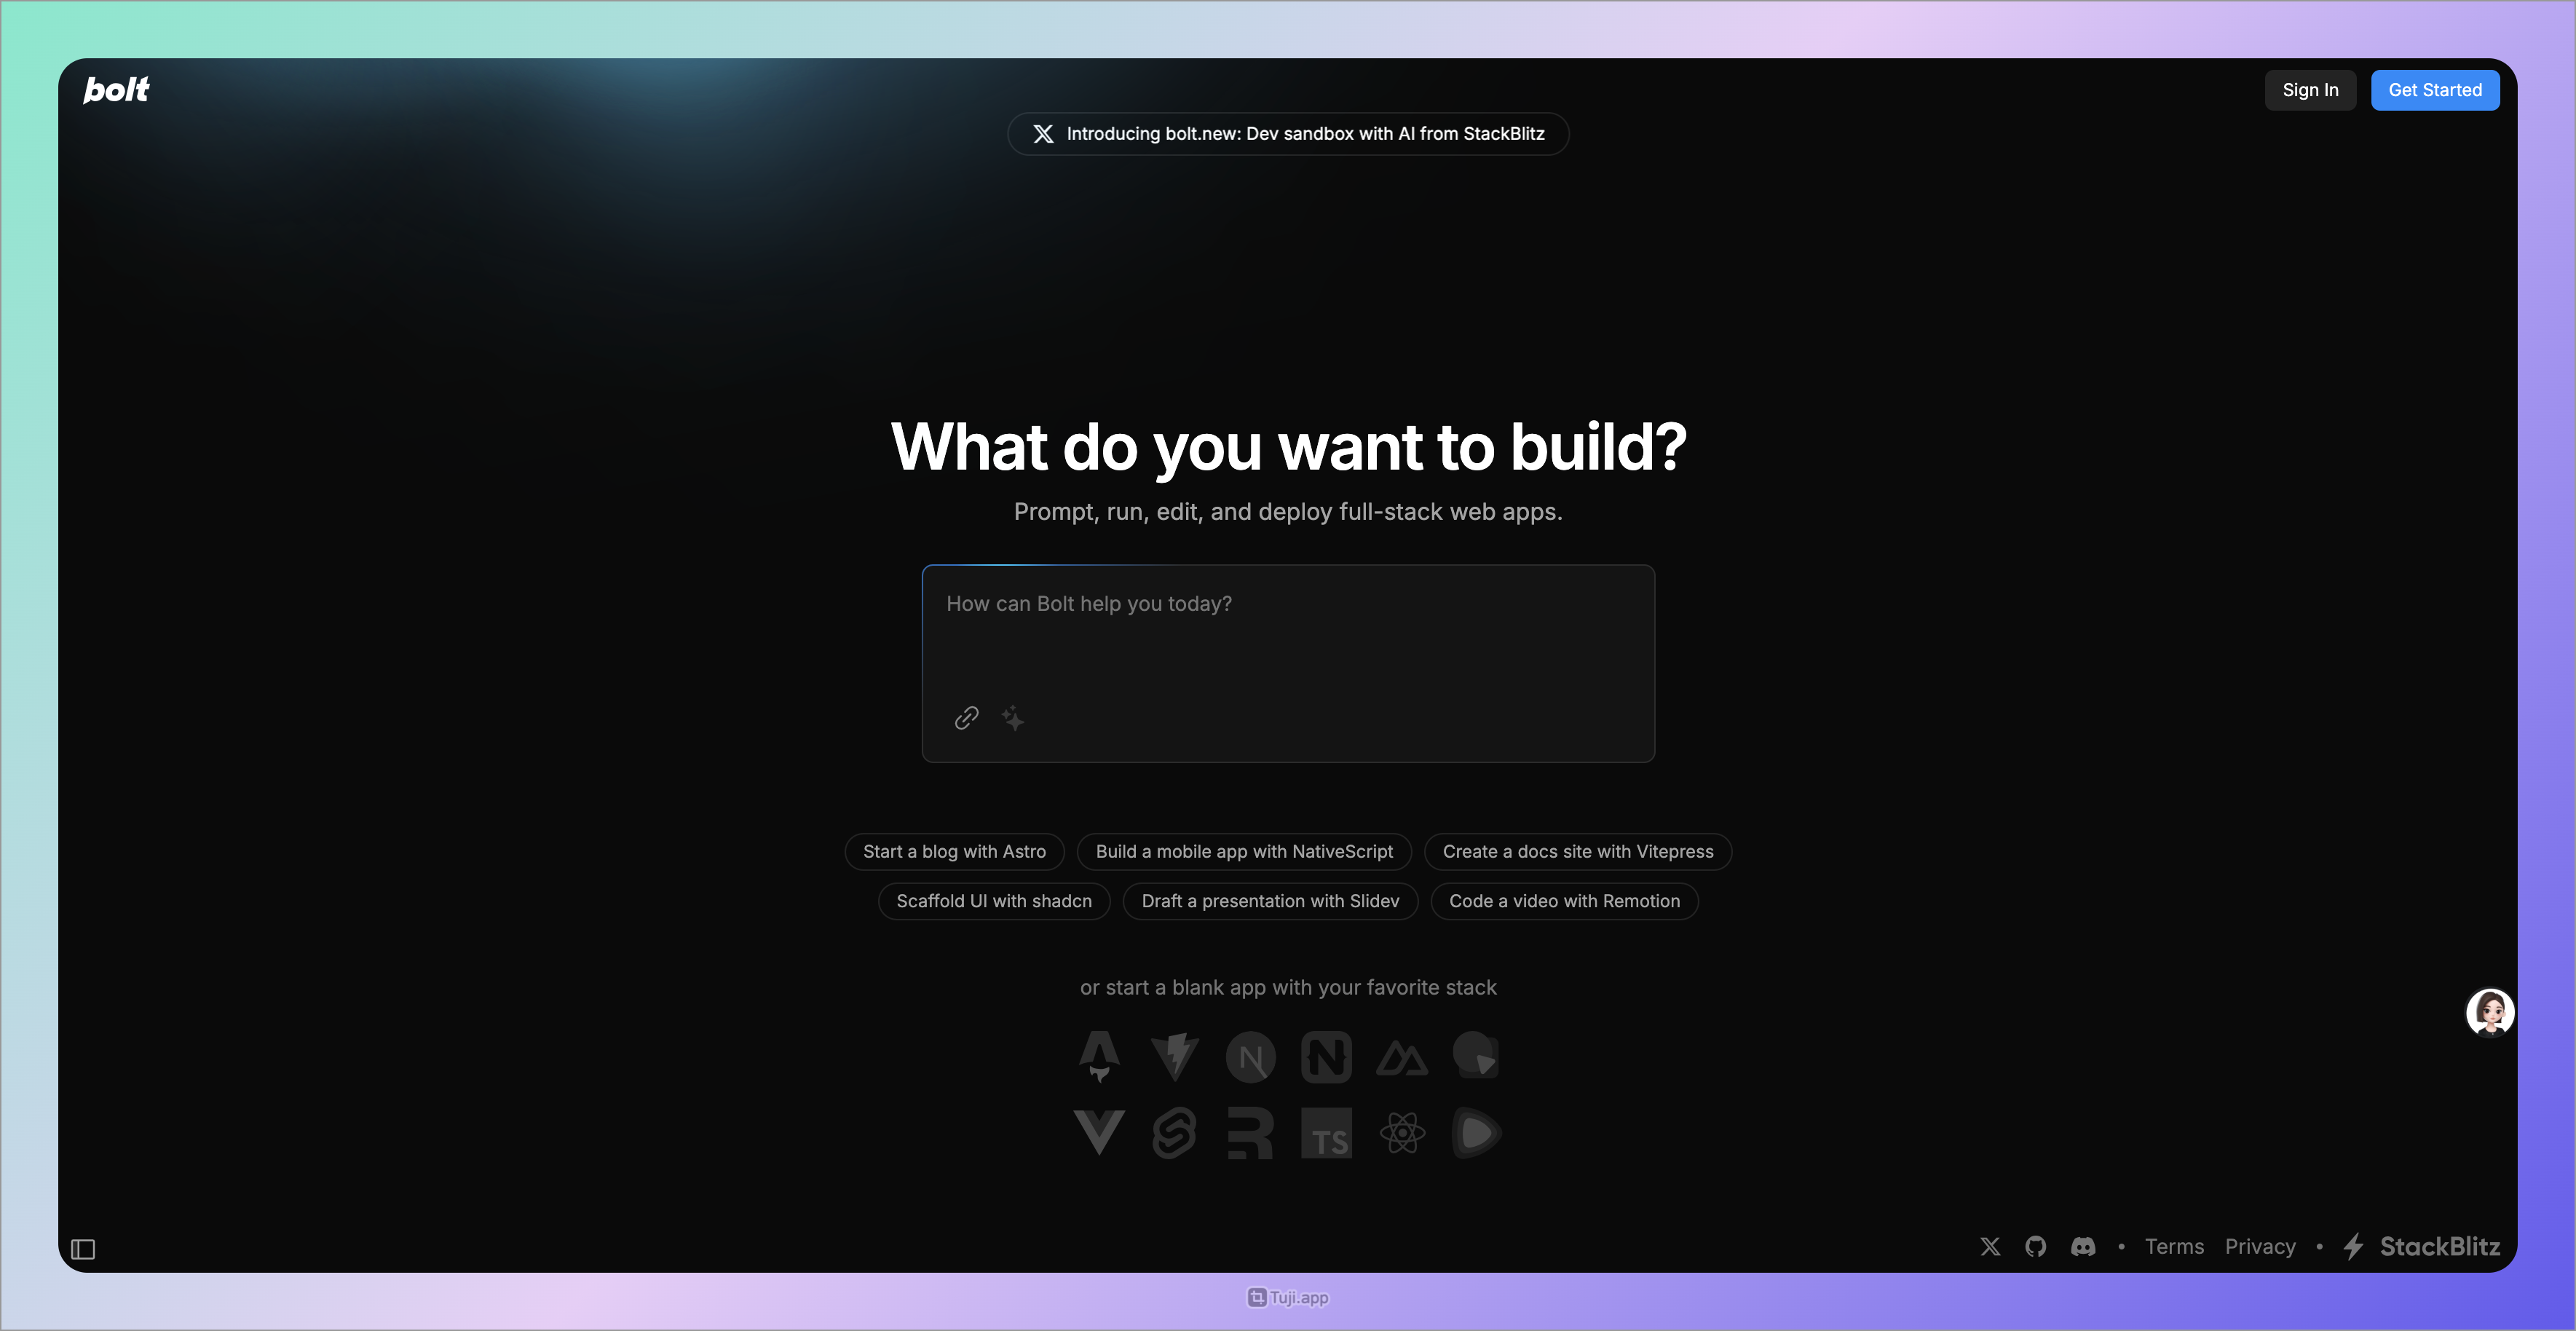 bolt
Sign In
Get Started
Introducing bolt.new: Dev sandbox with AI from StackBlitz
What do you want to build?
Prompt, run, edit, and deploy full-stack web apps.
How can Bolt help you today?
Start a blog with Astro
Build a mobile app with NativeScript
Create a docs site with Vitepress
Scaffold UI with shadcn
Draft a presentation with Slidev
Code a video with Remotion
or start a blank app with your favorite stack
N
N
TS
• Terms Privacy • StackBlitz
Tuji.app